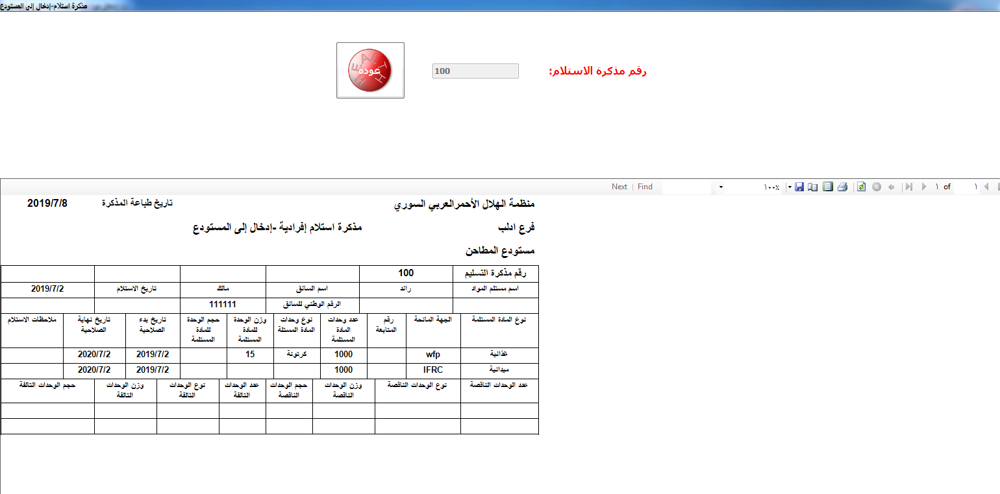 مذكرة استلام-إدخال إلى المستودع
رقم مذكرة الاستلام: 100 عودة
HEALTH
١ of ١ ١٠٠٪ Find | Next
منظمة الهلال الأحمرالعربي السوري تاريخ طباعة المذكرة 2019/7/8
فرع ادلب مذكرة استلام إفرادية -إدخال إلى المستودع
مستودع المطاحن
رقم مذكرة التسليم 100
اسم مستلم المواد رائد اسم السائق مالك تاريخ الاستلام 2019/7/2
الرقم الوطني للسائق 111111
نوع المادة المستلمة الجهة المانحة رقم المتابعة عدد وحدات المادة المستلمة نوع وحدات المادة المستلة وزن الوحدة للمادة المستلمة حجم الوحدة للمادة المستلمة تاريخ بدء الصلاحية تاريخ نهاية الصلاحية ملاحظات الاستلام
غذائية wfp 1000 كرتونة 15 2019/7/2 2020/7/2
ميدانية IFRC 1000 2019/7/2 2020/7/2
عدد الوحدات الناقصة نوع الوحدات الناقصة وزن الوحدات الناقصة حجم الوحدات الناقصة عدد الوحدات التالفة نوع الوحدات التالفة وزن الوحدات التالفة حجم الوحدات التالفة